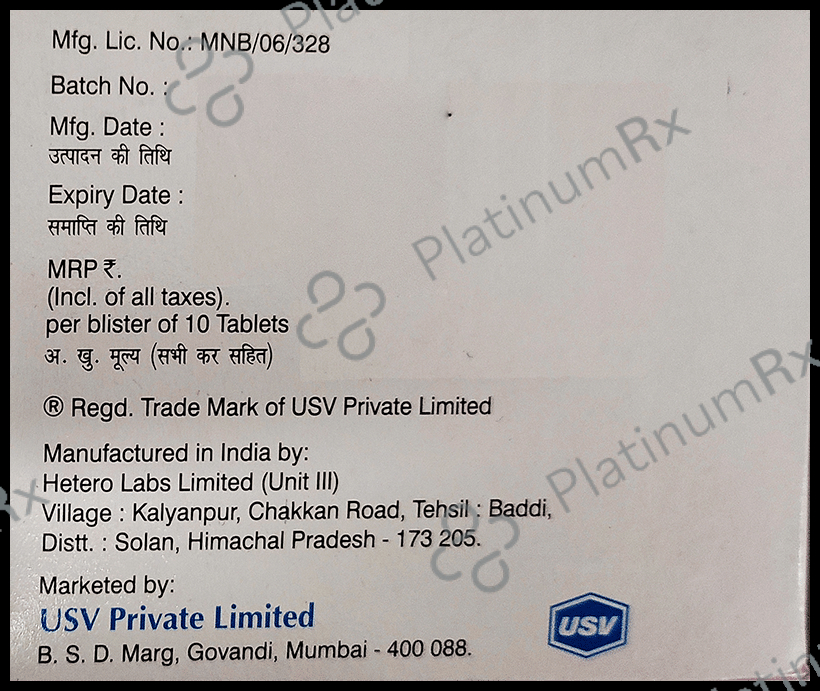 Mfg. Lic. No.: MNB/06/328
Batch No. :
Mfg. Date :
उत्पादन की तिथि
Expiry Date :
समाप्ति की तिथि
MRP ₹.
(Incl. of all taxes).
per blister of 10 Tablets
अ. खु. मूल्य (सभी कर सहित)
® Regd. Trade Mark of USV Private Limited
Manufactured in India by:
Hetero Labs Limited (Unit III)
Village : Kalyanpur, Chakkan Road, Tehsil : Baddi,
Distt. : Solan, Himachal Pradesh - 173 205.
Marketed by:
USV Private Limited
B. S. D. Marg, Govandi, Mumbai - 400 088.
USV
PlatinumRx
PlatinumRx
Platinu
Rx